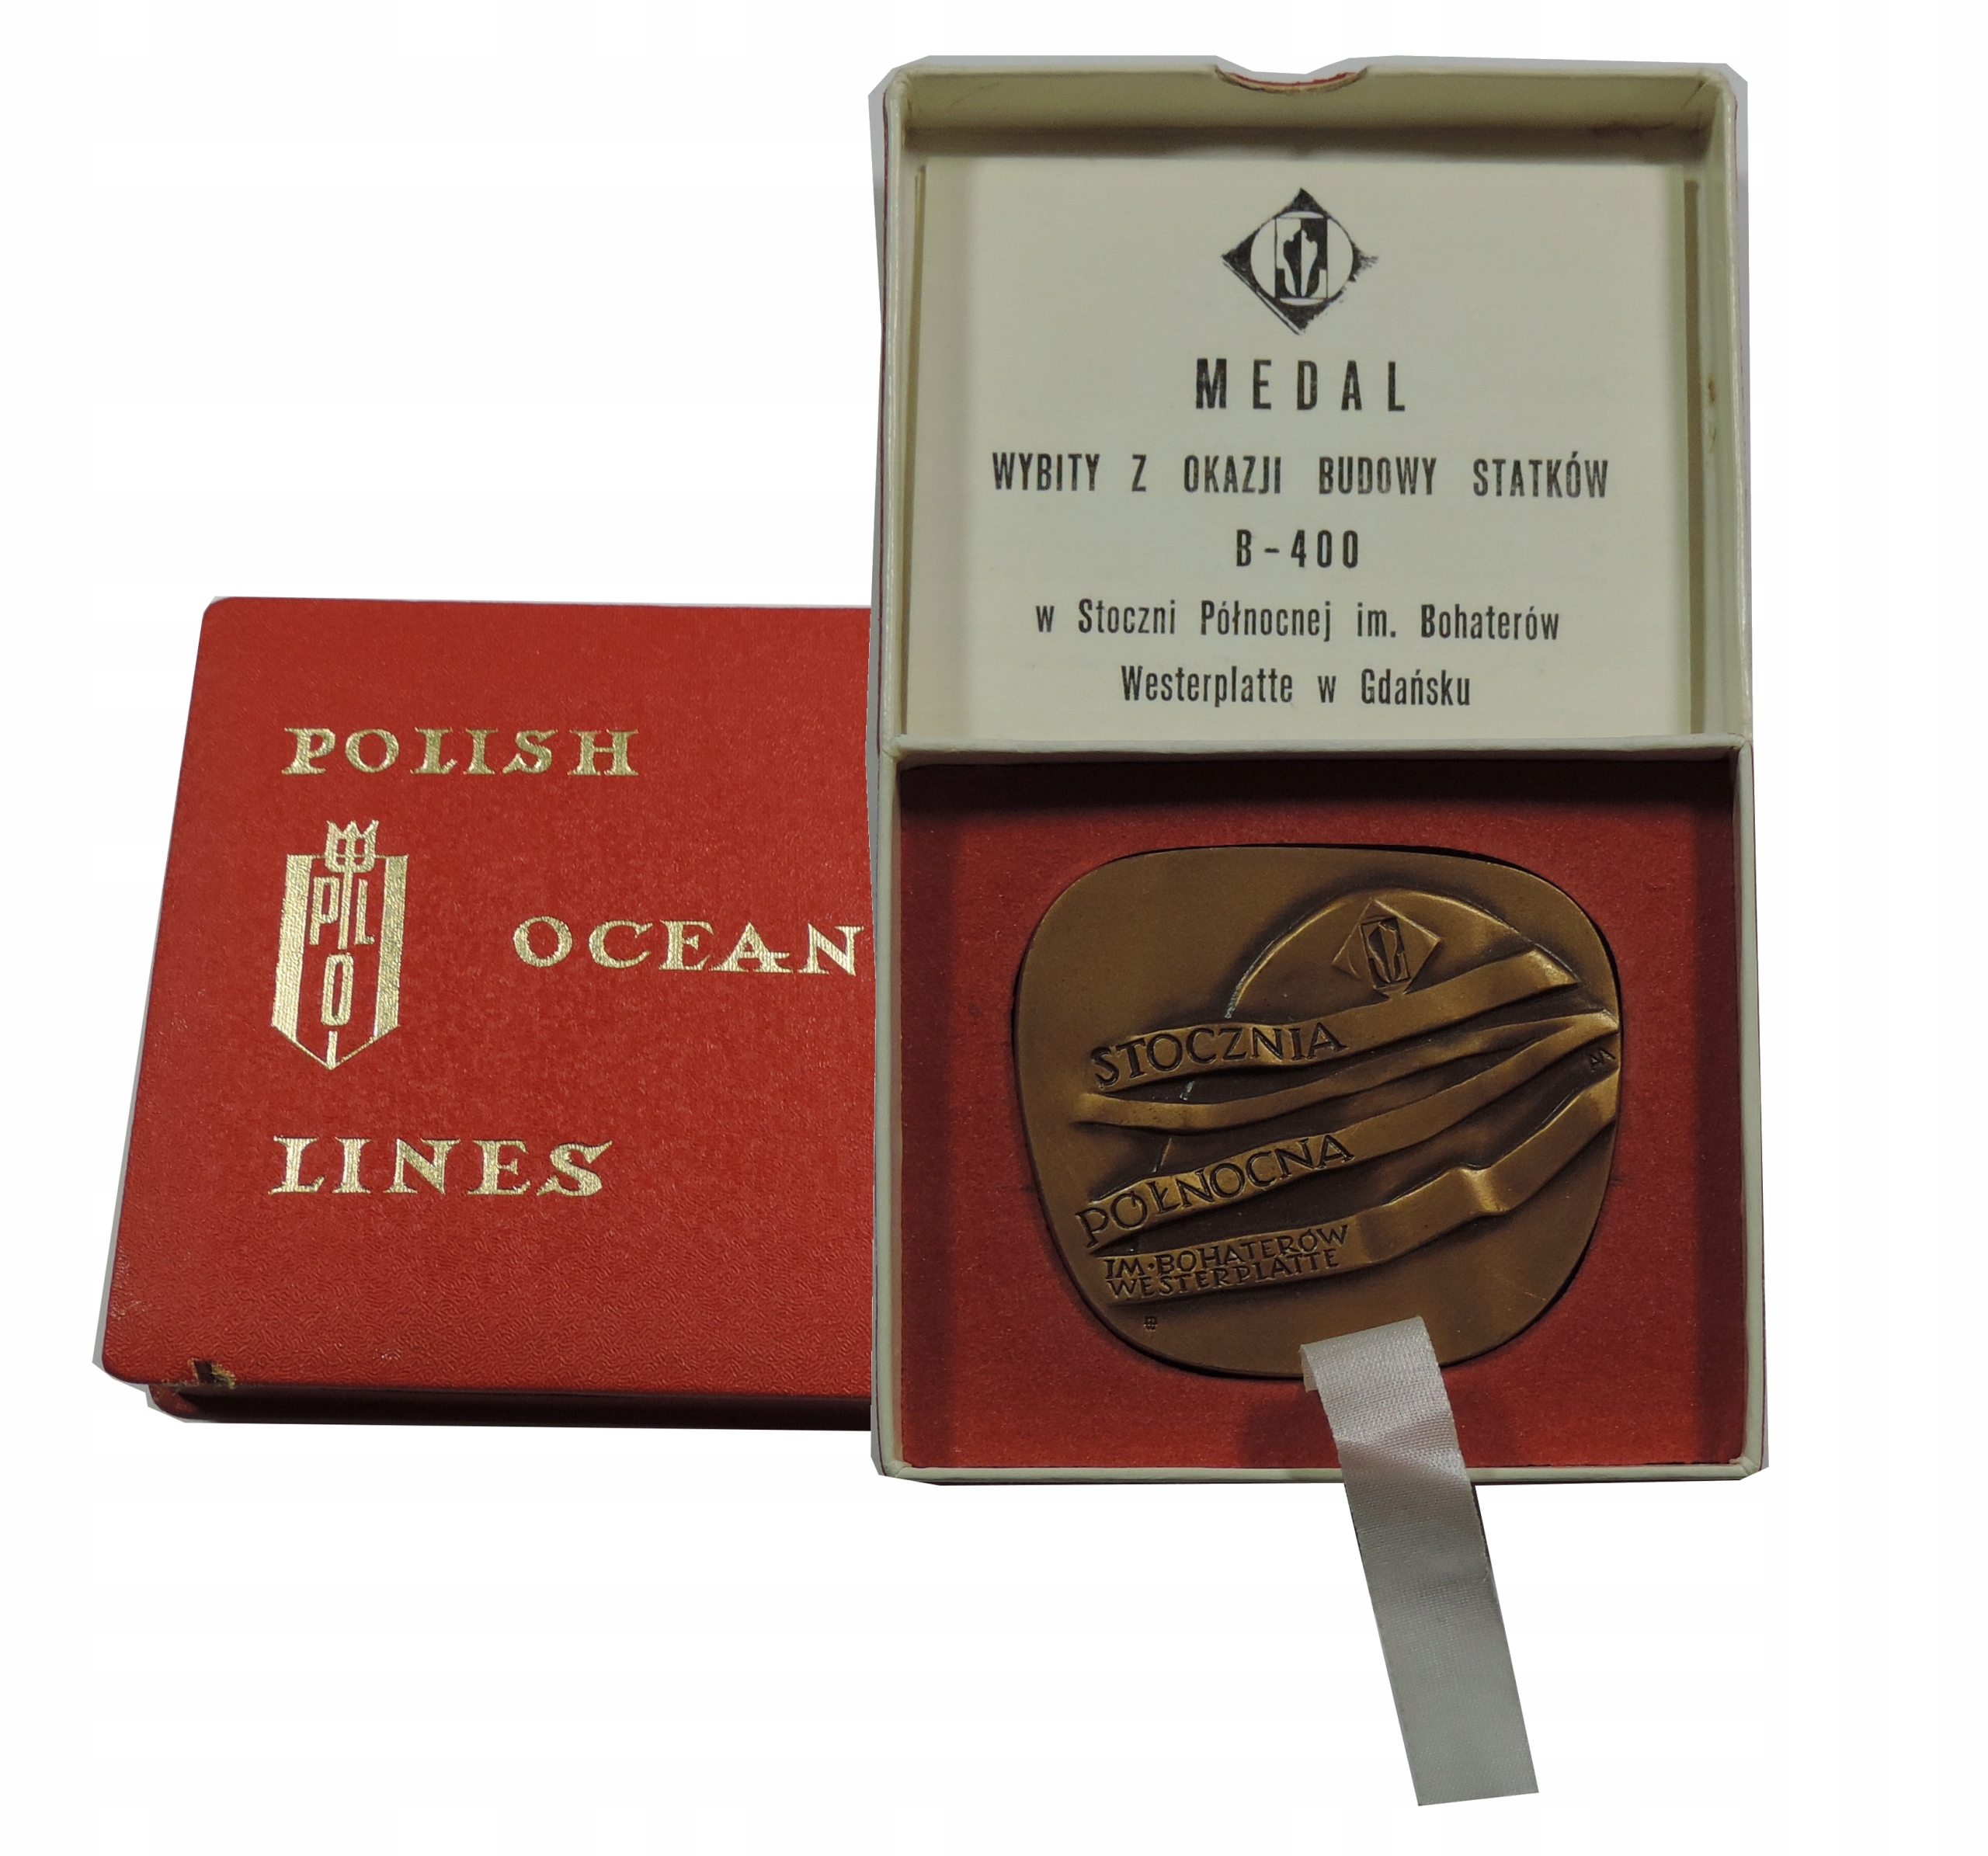 POLISH
PLO
OCEAN
LINES
MEDAL
WYBITY Z OKAZJI BUDOWY STATKÓW
B-400
w Stoczni Północnej im. Bohaterów
Westerplatte w Gdańsku
STOCZNIA
PÓŁNOCNA
IM·BOHATERÓW
WESTERPLATTE